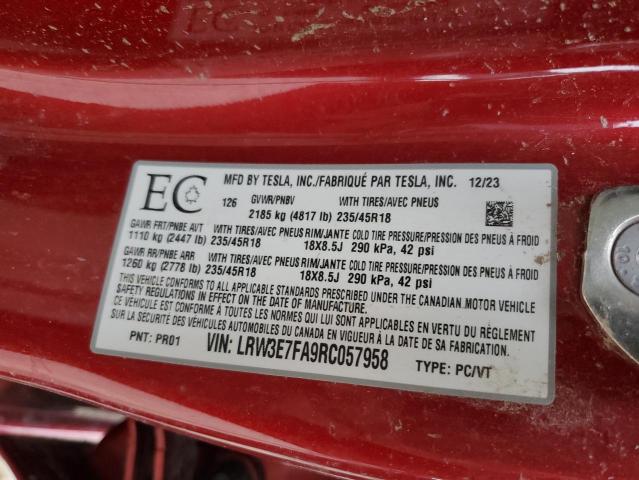 EC
MFD BY TESLA, INC./FABRIQUÉ PAR TESLA, INC. 12/23
126 GVWR/PNBV WITH TIRES/AVEC PNEUS
2185 kg (4817 lb) 235/45R18
GAWR FRT/PNBE AVT WITH TIRES/AVEC PNEUS RIM/JANTE COLD TIRE PRESSURE/PRESSION DES PNEUS À FROID
1110 kg (2447 lb) 235/45R18 18X8.5J 290 kPa, 42 psi
GAWR RR/PNBE ARR WITH TIRES/AVEC PNEUS RIM/JANTE COLD TIRE PRESSURE/PRESSION DES PNEUS À FROID
1260 kg (2778 lb) 235/45R18 18X8.5J 290 kPa, 42 psi
THIS VEHICLE CONFORMS TO ALL APPLICABLE STANDARDS PRESCRIBED UNDER THE CANADIAN MOTOR VEHICLE
SAFETY REGULATIONS IN EFFECT ON THE DATE OF MANUFACTURE
CE VÉHICULE EST CONFORME À TOUTES LES NORMES QUI LUI SONT APPLICABLES EN VERTU DU RÈGLEMENT
SUR LA SÉCURITÉ DES VÉHICULES AUTOMOBILES DU CANADA EN VIGUEUR À LA DATE DE SA FABRICATION
PNT: PR01 VIN: LRW3E7FA9RC057958 TYPE: PC/VT
10